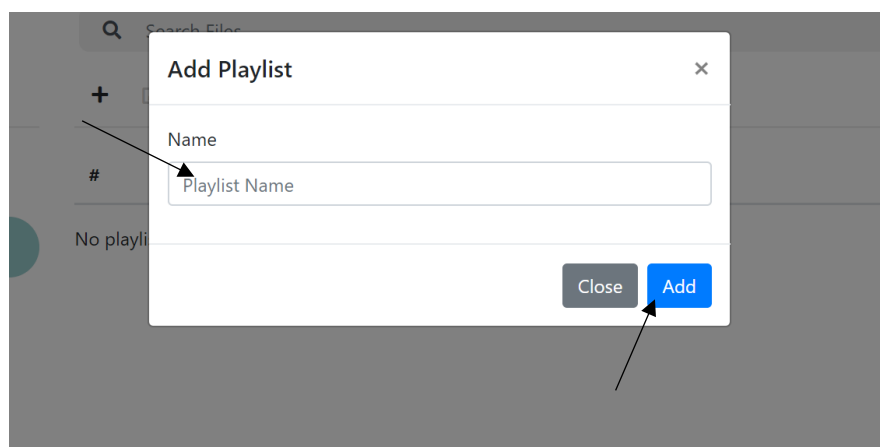 Search Files
Add Playlist
×
+
Name
#
Playlist Name
No playli
Close
Add